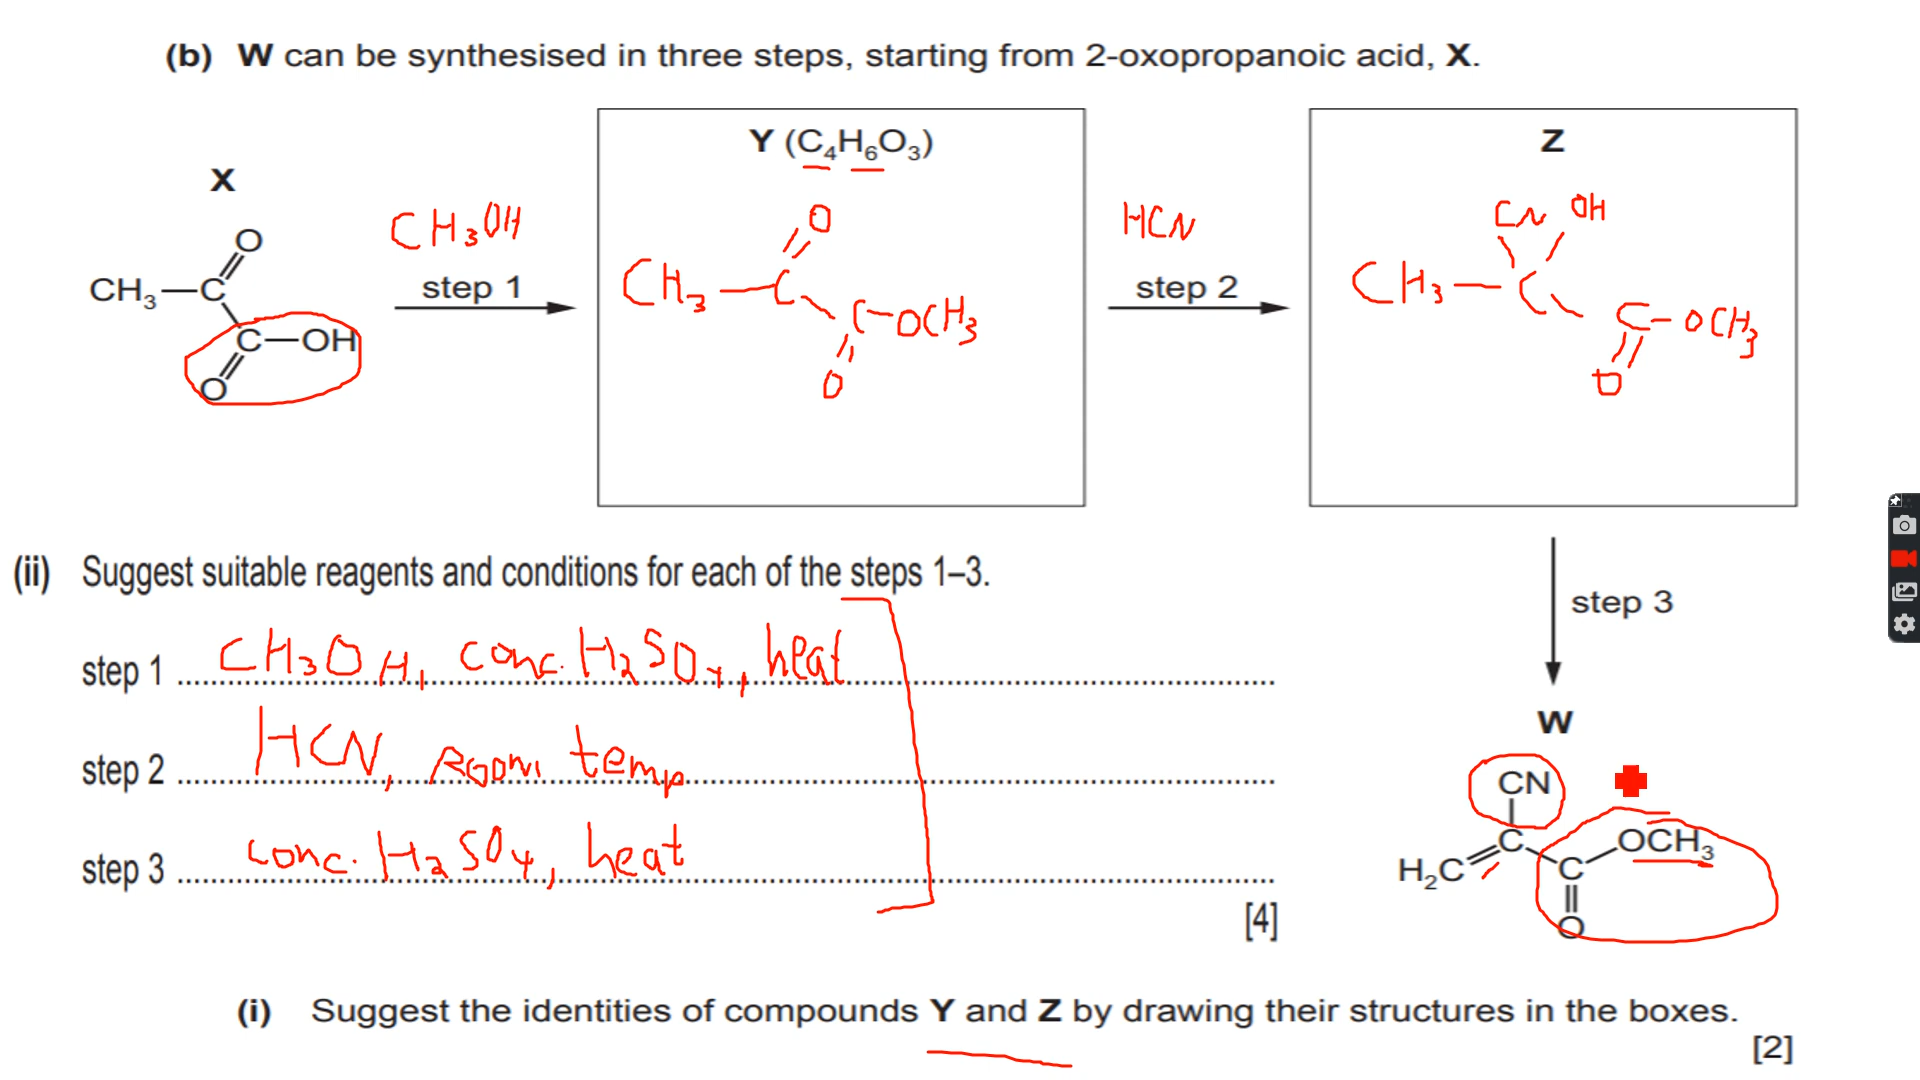 (b) W can be synthesised in three steps, starting from 2-oxopropanoic acid, X.
X
O
CH₃—C
C—OH
O
CH₃OH
step 1
Y (C₄H₆O₃)
O
CH₃—C
C—OCH₃
O
HCN
step 2
Z
CN OH
CH₃—C
C—OCH₃
O
step 3
W
CN
C
OCH₃
H₂C
C
O
(ii) Suggest suitable reagents and conditions for each of the steps 1–3.
step 1 CH₃OH, conc. H₂SO₄, heat
step 2 HCN, Room temp
step 3 conc. H₂SO₄, heat
[4]
(i) Suggest the identities of compounds Y and Z by drawing their structures in the boxes.
[2]